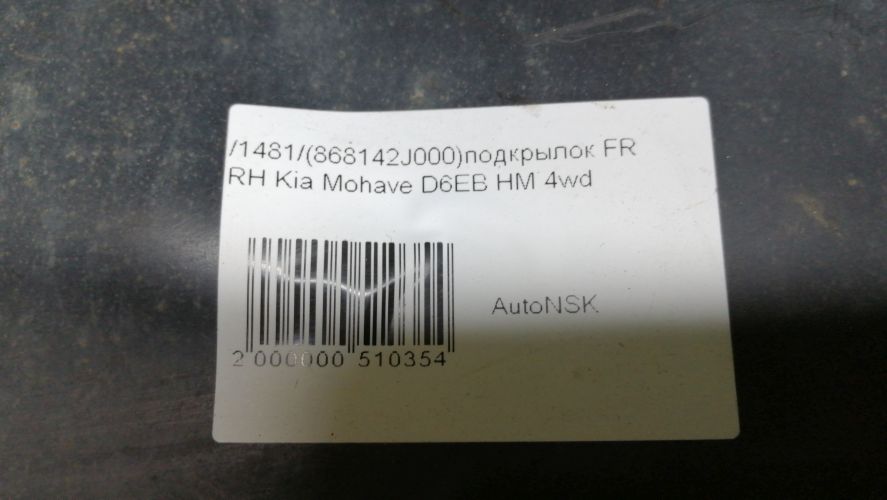 /1481/(868142J000)подкрылок FR
RH Kia Mohave D6EB HM 4wd
AutoNSK
2 000000 510354